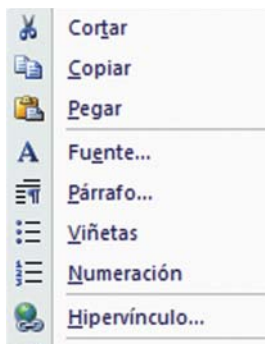 Cortar
Copiar
Pegar
Fuente...
Párrafo...
Viñetas
Numeración
Hipervínculo...